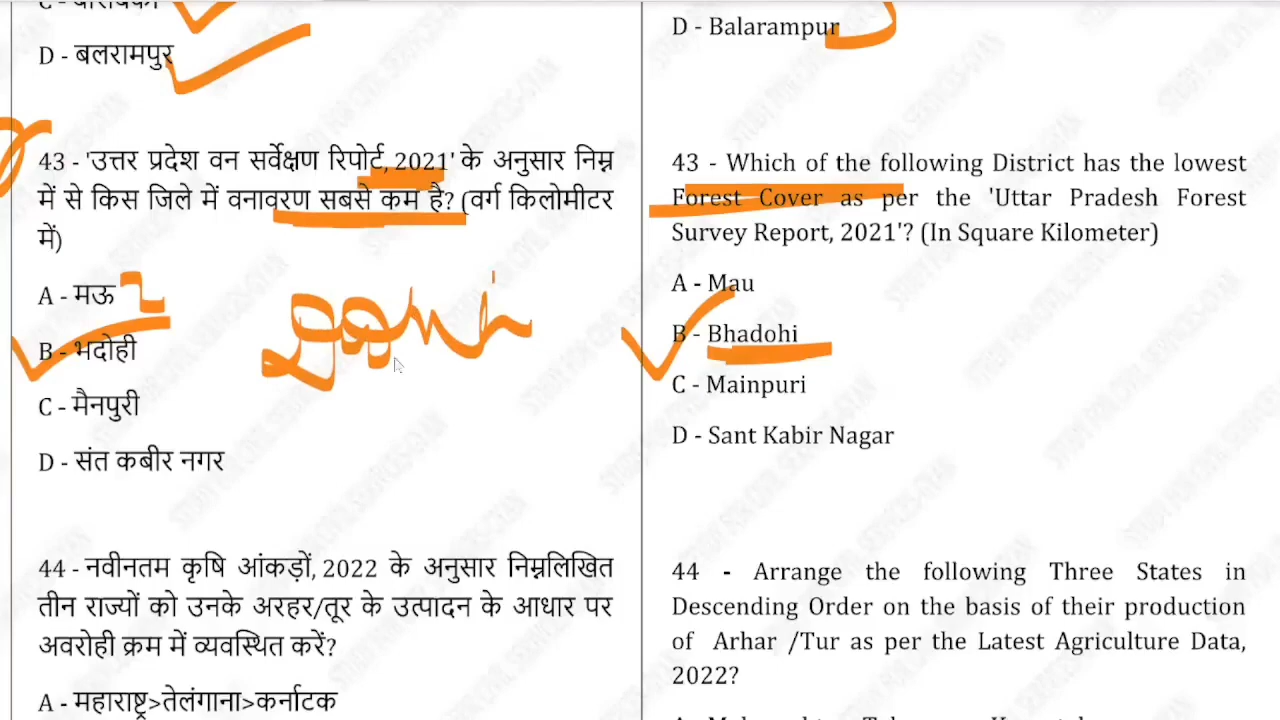 D - बलरामपुर
43 - 'उत्तर प्रदेश वन सर्वेक्षण रिपोर्ट, 2021' के अनुसार निम्न
में से किस जिले में वनावरण सबसे कम है? (वर्ग किलोमीटर
में)
A - मऊ 2
B - भदोही
C - मैनपुरी
D - संत कबीर नगर
44 - नवीनतम कृषि आंकड़ों, 2022 के अनुसार निम्नलिखित
तीन राज्यों को उनके अरहर/तूर के उत्पादन के आधार पर
अवरोही क्रम में व्यवस्थित करें?
A - महाराष्ट्र>तेलंगाना>कर्नाटक
D - Balarampur
43 - Which of the following District has the lowest
Forest Cover as per the 'Uttar Pradesh Forest
Survey Report, 2021'? (In Square Kilometer)
A - Mau
B - Bhadohi
C - Mainpuri
D - Sant Kabir Nagar
44 - Arrange the following Three States in
Descending Order on the basis of their production
of Arhar /Tur as per the Latest Agriculture Data,
2022?